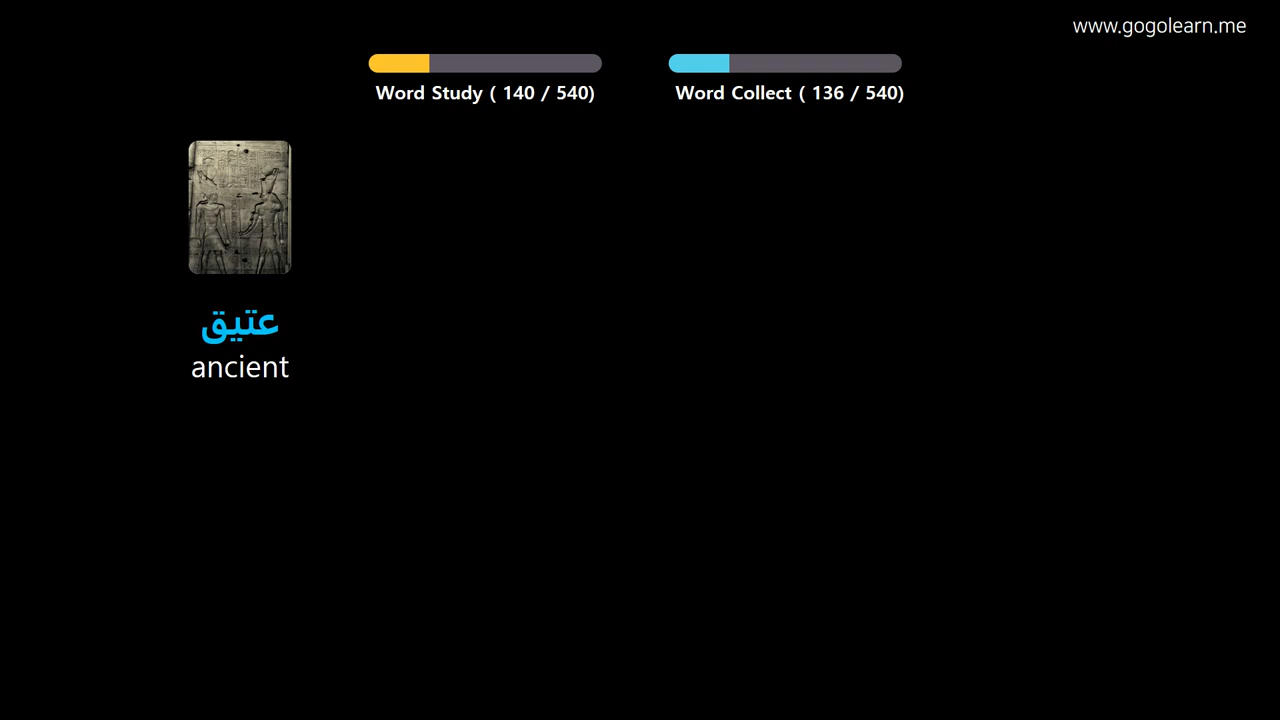 www.gogolearn.me
Word Study ( 140 / 540)
Word Collect ( 136 / 540)
عتيق
ancient